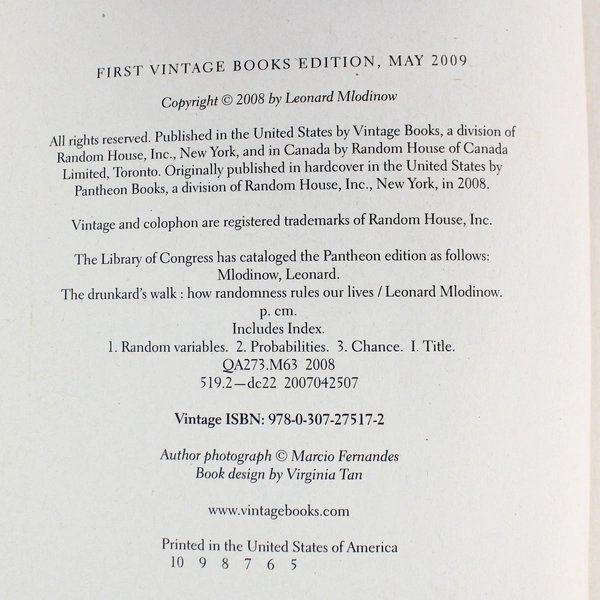 FIRST VINTAGE BOOKS EDITION, MAY 2009
Copyright © 2008 by Leonard Mlodinow
All rights reserved. Published in the United States by Vintage Books, a division of
Random House, Inc., New York, and in Canada by Random House of Canada
Limited, Toronto. Originally published in hardcover in the United States by
Pantheon Books, a division of Random House, Inc., New York, in 2008.
Vintage and colophon are registered trademarks of Random House, Inc.
The Library of Congress has cataloged the Pantheon edition as follows:
Mlodinow, Leonard.
The drunkard's walk : how randomness rules our lives / Leonard Mlodinow.
p. cm.
Includes Index.
1. Random variables. 2. Probabilities. 3. Chance. I. Title.
QA273.M63 2008
519.2—dc22 2007042507
Vintage ISBN: 978-0-307-27517-2
Author photograph © Marcio Fernandes
Book design by Virginia Tan
www.vintagebooks.com
Printed in the United States of America
10 9 8 7 6 5